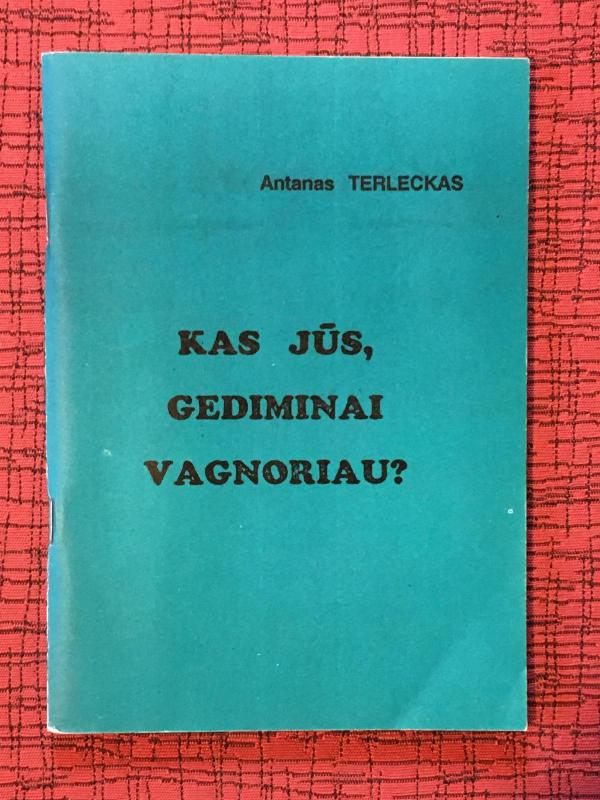 Antanas TERLECKAS
KAS JŪS,
GEDIMINAI
VAGNORIAU?